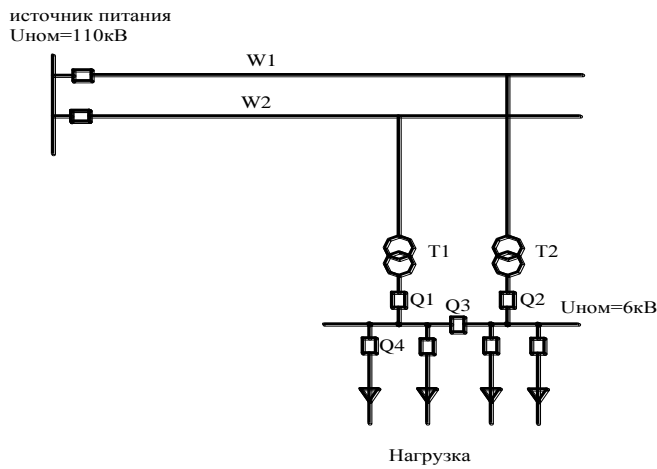 источник питания
Uном=110кВ
W1
W2
T1
T2
Q1
Q2
Q3
Uном=6кВ
Q4
Нагрузка